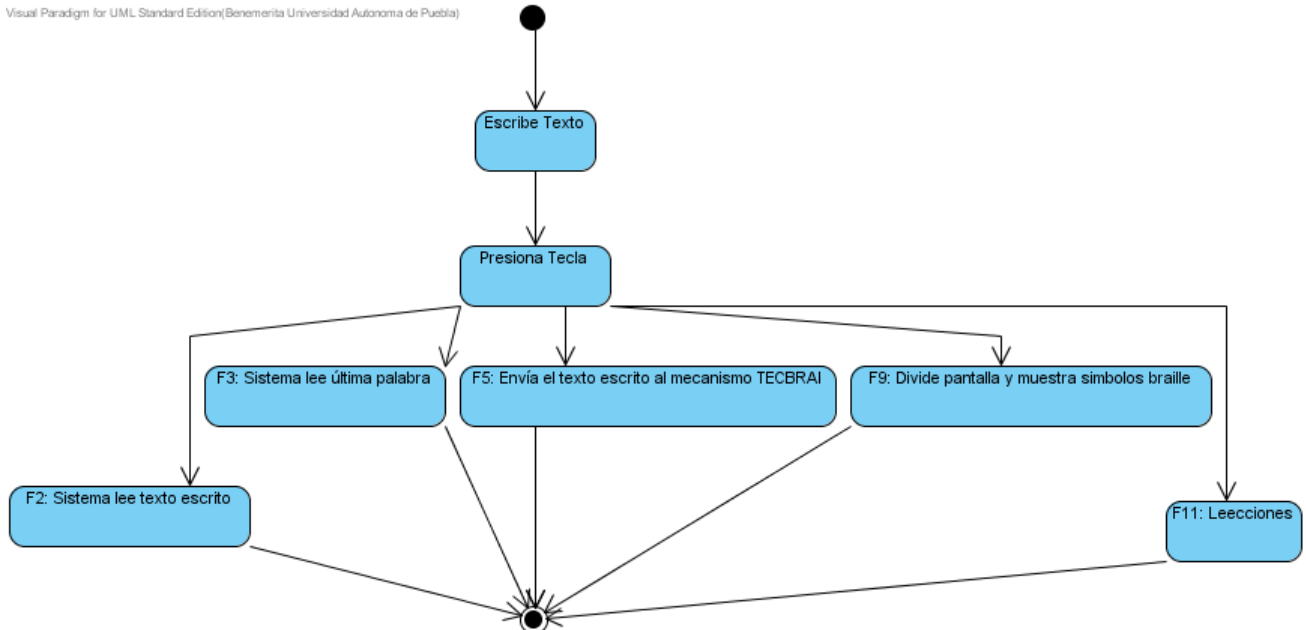 Visual Paradigm for UML Standard Edition(Benemerita Universidad Autonoma de Puebla)
Escribe Texto
Presiona Tecla
F3: Sistema lee última palabra
F5: Envía el texto escrito al mecanismo TECBRAI
F9: Divide pantalla y muestra simbolos braille
F2: Sistema lee texto escrito
F11: Leecciones